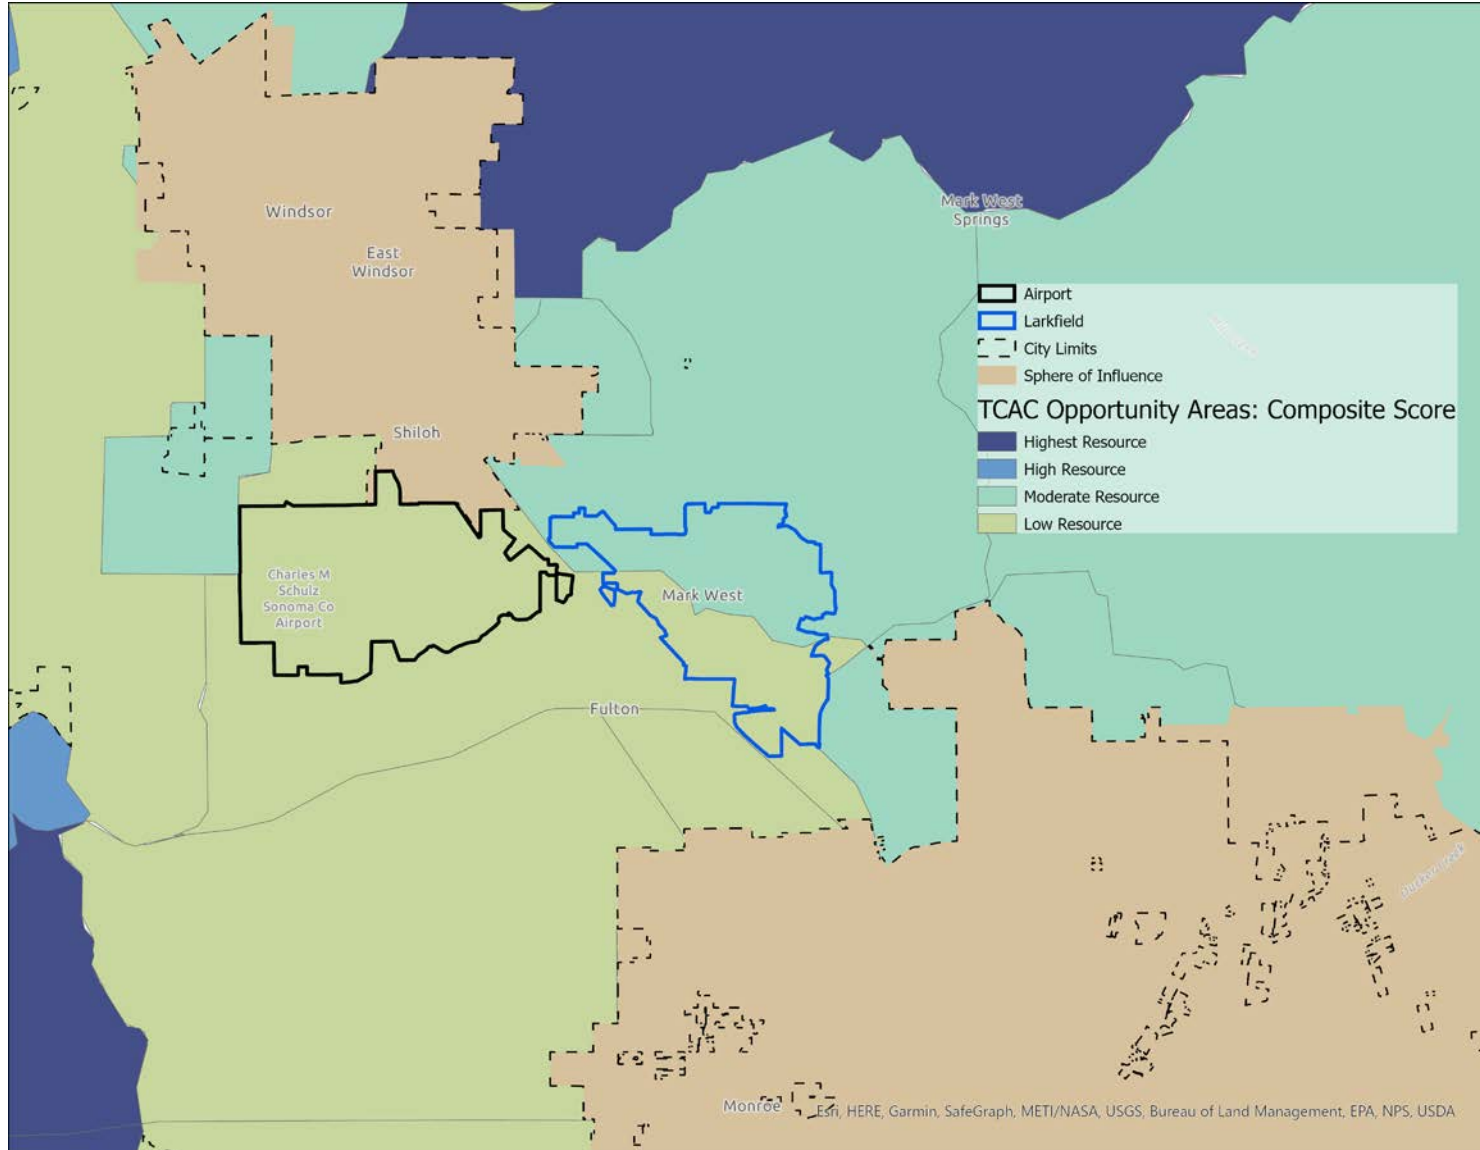 Windsor
East
Windsor
Mark West
Springs
Airport
Larkfield
City Limits
Sphere of Influence
TCAC Opportunity Areas: Composite Score
Highest Resource
High Resource
Moderate Resource
Low Resource
Shiloh
Charles M
Schulz
Sonoma Co
Airport
Mark West
Fulton
Monroe
Esri, HERE, Garmin, SafeGraph, METI/NASA, USGS, Bureau of Land Management, EPA, NPS, USDA